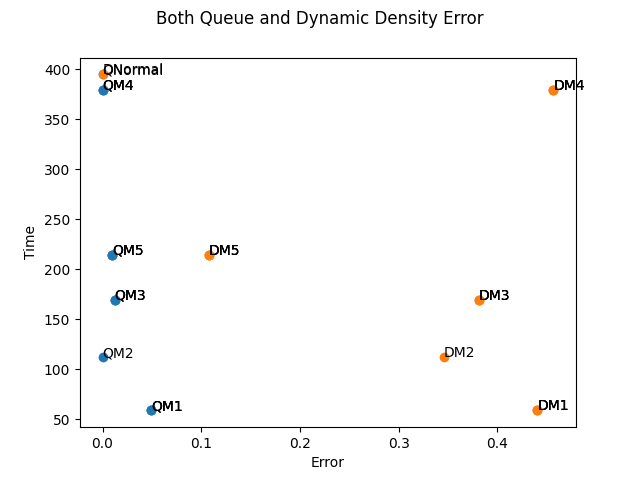 Both Queue and Dynamic Density Error
400
350
300
250
200
150
100
50
Time
QM4
DM4
QM5
DM5
QM3
DM3
QM2
DM2
QM1
DM1
0.0
0.1
0.2
0.3
0.4
Error